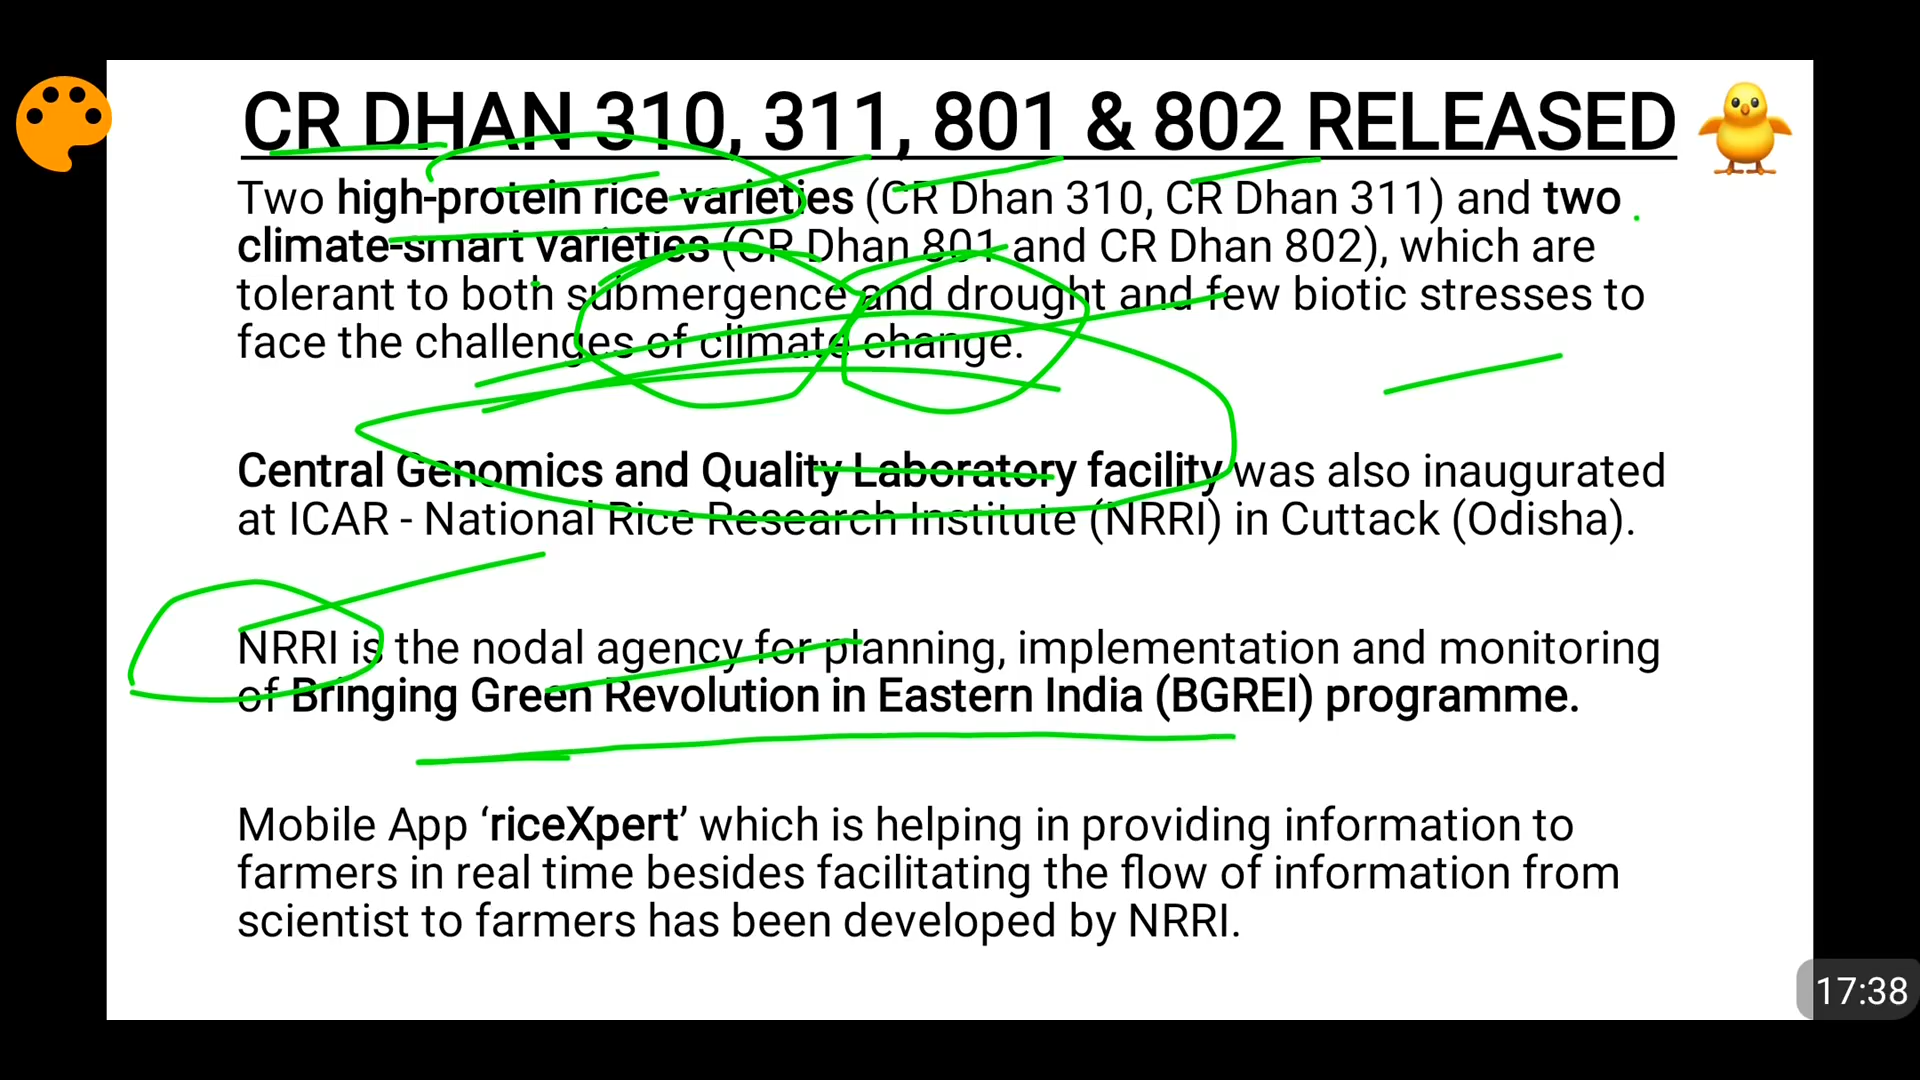 CR DHAN 310, 311, 801 & 802 RELEASED
Two high-protein rice varieties (CR Dhan 310, CR Dhan 311) and two
climate-smart varieties (CR Dhan 801 and CR Dhan 802), which are
tolerant to both submergence and drought and few biotic stresses to
face the challenges of climate change.
Central Genomics and Quality Laboratory facility was also inaugurated
at ICAR - National Rice Research Institute (NRRI) in Cuttack (Odisha).
NRRI is the nodal agency for planning, implementation and monitoring
of Bringing Green Revolution in Eastern India (BGREI) programme.
Mobile App ‘riceXpert’ which is helping in providing information to
farmers in real time besides facilitating the flow of information from
scientist to farmers has been developed by NRRI.
17:38